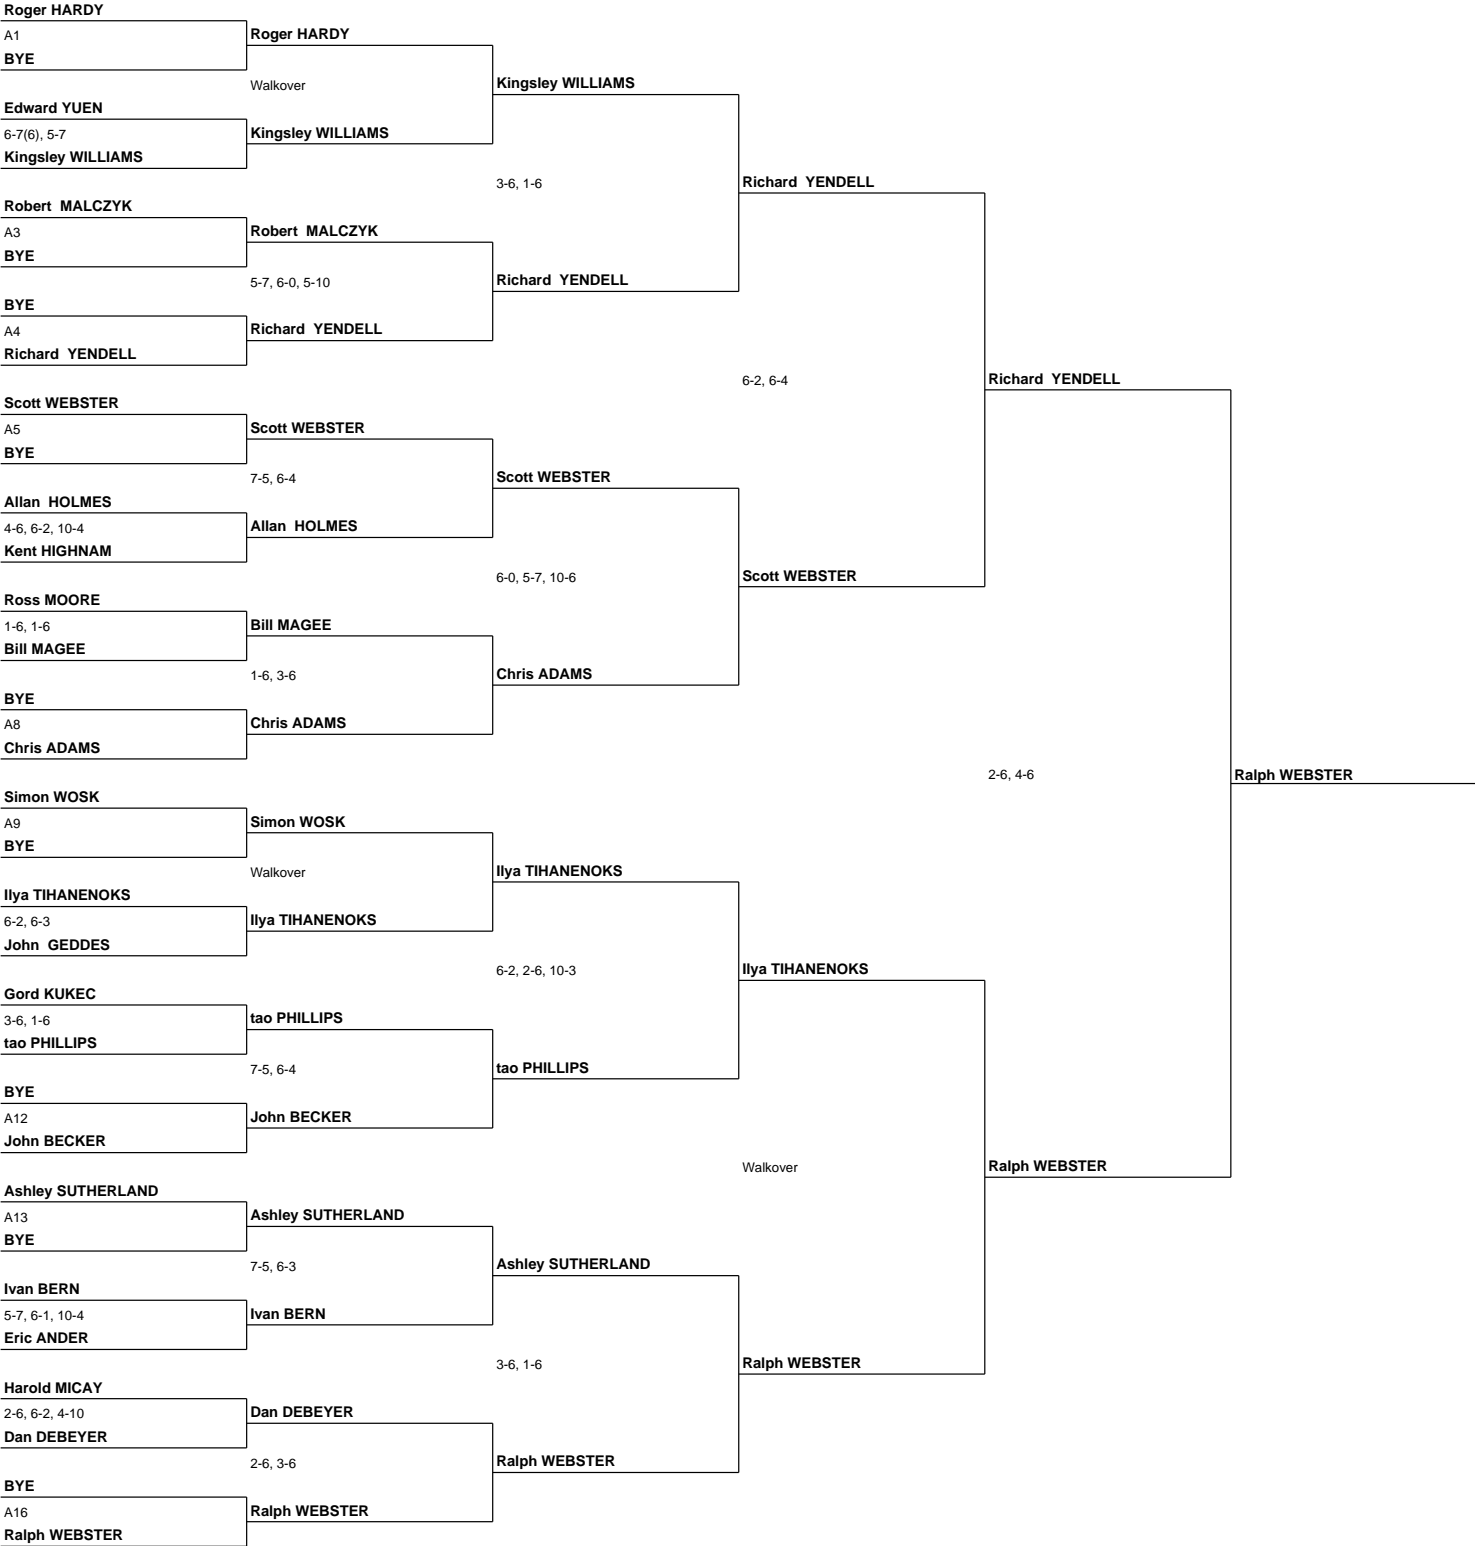 Roger HARDY
A1
Roger HARDY
BYE
Walkover
Kingsley WILLIAMS
Edward YUEN
6-7(6), 5-7
Kingsley WILLIAMS
Kingsley WILLIAMS
3-6, 1-6
Richard  YENDELL
Robert  MALCZYK
A3
Robert  MALCZYK
BYE
5-7, 6-0, 5-10
Richard  YENDELL
BYE
A4
Richard  YENDELL
Richard  YENDELL
6-2, 6-4
Richard  YENDELL
Scott WEBSTER
A5
Scott WEBSTER
BYE
7-5, 6-4
Scott WEBSTER
Allan  HOLMES
4-6, 6-2, 10-4
Allan  HOLMES
Kent HIGHNAM
6-0, 5-7, 10-6
Scott WEBSTER
Ross MOORE
1-6, 1-6
Bill MAGEE
Bill MAGEE
1-6, 3-6
Chris ADAMS
BYE
A8
Chris ADAMS
Chris ADAMS
2-6, 4-6
Ralph WEBSTER
Simon WOSK
A9
Simon WOSK
BYE
Walkover
Ilya TIHANENOKS
Ilya TIHANENOKS
6-2, 6-3
Ilya TIHANENOKS
John  GEDDES
6-2, 2-6, 10-3
Ilya TIHANENOKS
Gord KUKEC
3-6, 1-6
tao PHILLIPS
tao PHILLIPS
7-5, 6-4
tao PHILLIPS
BYE
A12
John BECKER
John BECKER
Walkover
Ralph WEBSTER
Ashley SUTHERLAND
A13
Ashley SUTHERLAND
BYE
7-5, 6-3
Ashley SUTHERLAND
Ivan BERN
5-7, 6-1, 10-4
Ivan BERN
Eric ANDER
3-6, 1-6
Ralph WEBSTER
Harold MICAY
2-6, 6-2, 4-10
Dan DEBEYER
Dan DEBEYER
2-6, 3-6
Ralph WEBSTER
BYE
A16
Ralph WEBSTER
Ralph WEBSTER